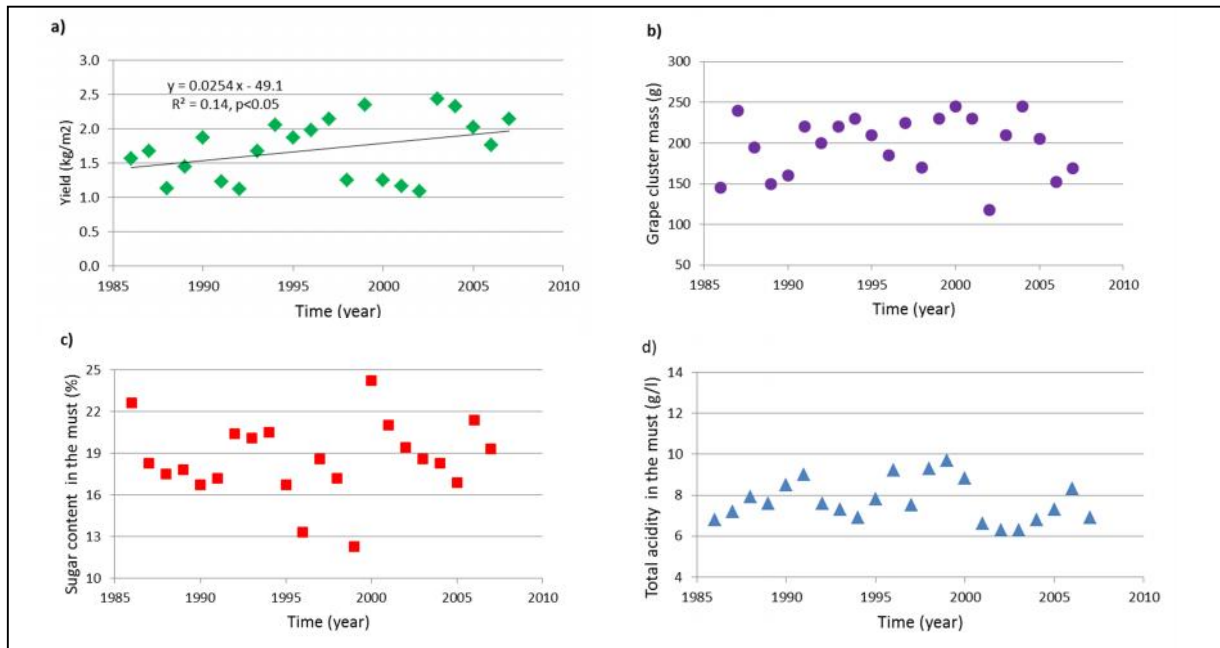 a)
y = 0.0254x - 49.1
R² = 0.14, p<0.05
Yield (kg/m2)
3.0
2.5
2.0
1.5
1.0
0.5
0.0
1985 1990 1995 2000 2005 2010
Time (year)
b)
Grape cluster mass (g)
300
250
200
150
100
50
1985 1990 1995 2000 2005 2010
Time (year)
c)
Sugar content in the must (%)
25
22
19
16
13
10
1985 1990 1995 2000 2005 2010
Time (year)
d)
Total acidity in the must (g/l)
14
12
10
8
6
4
1985 1990 1995 2000 2005 2010
Time (year)